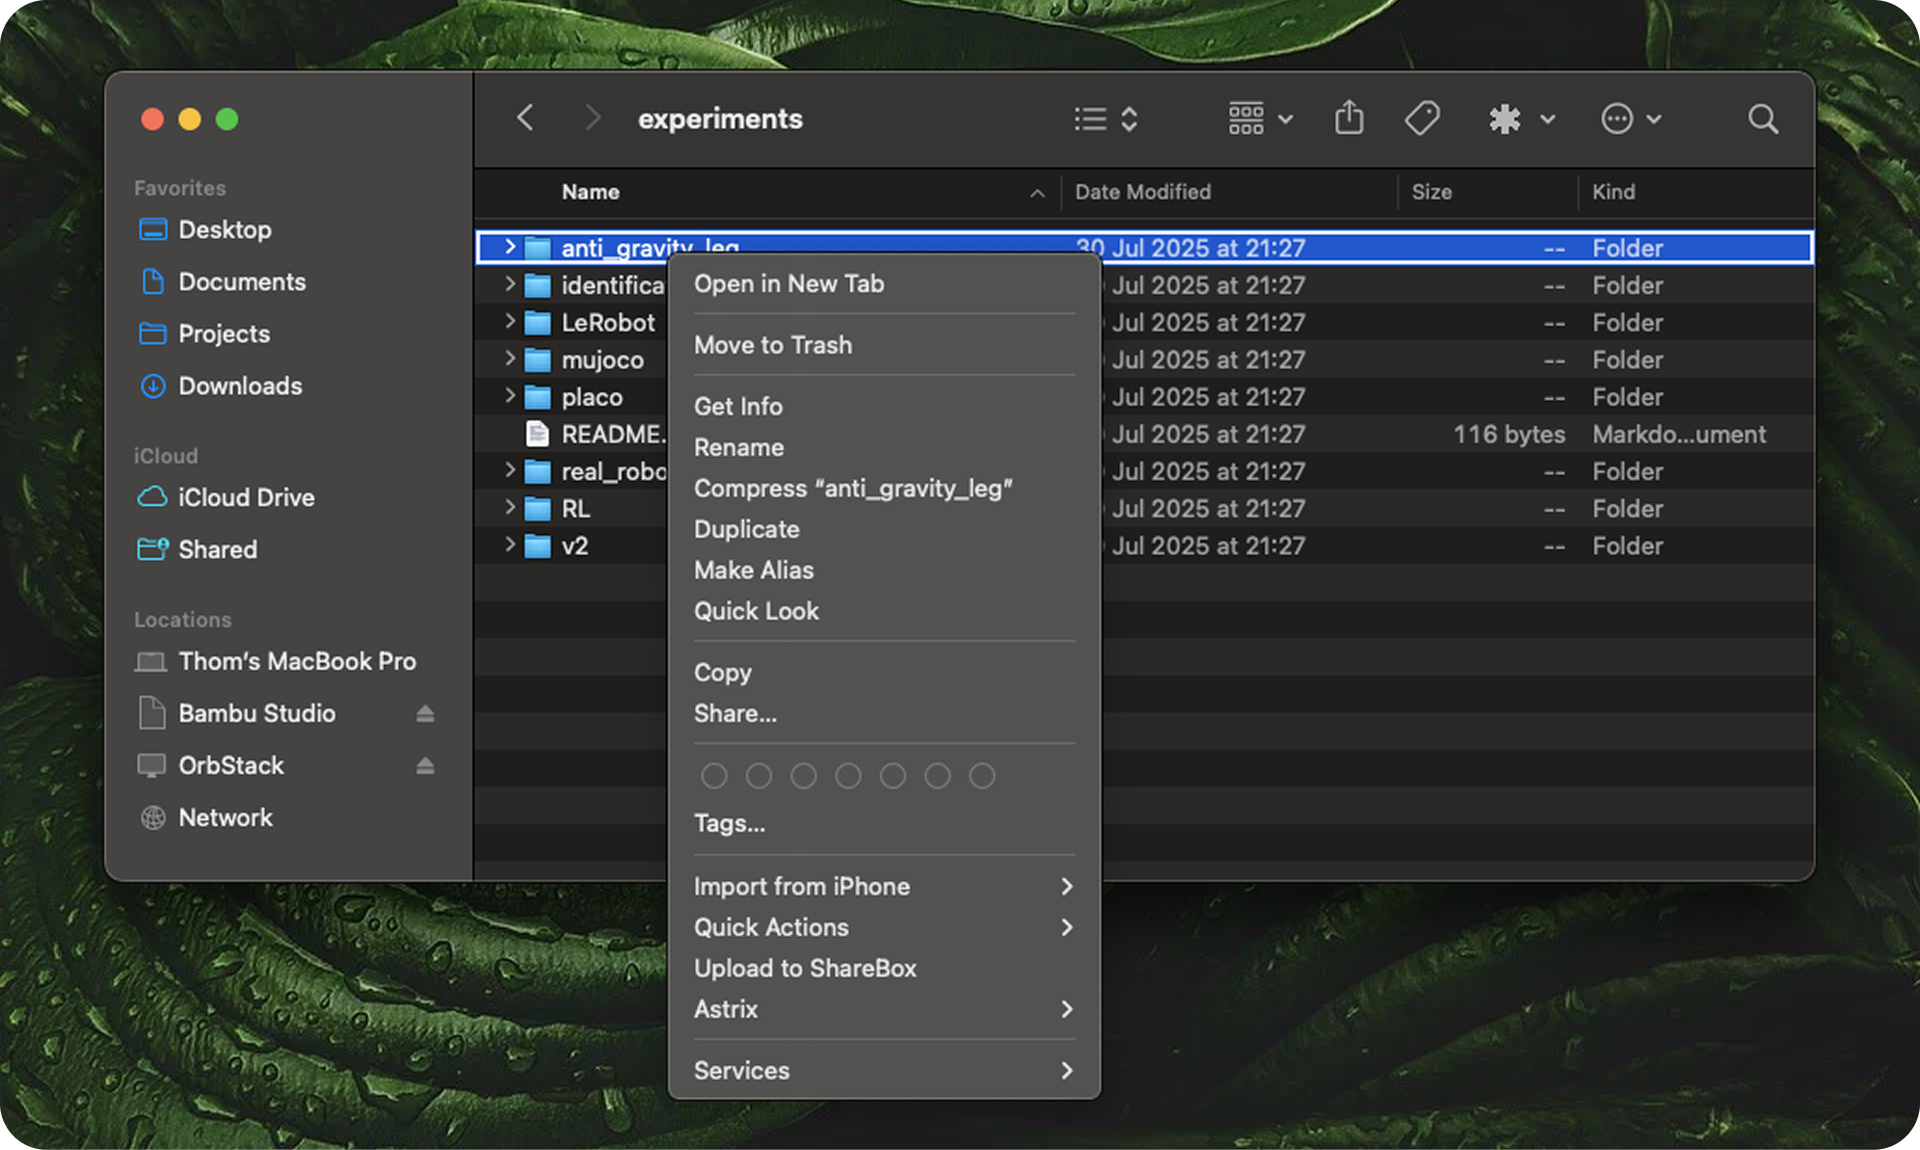 experiments
Favorites
Desktop
Documents
Projects
Downloads
iCloud
iCloud Drive
Shared
Locations
Thom’s MacBook Pro
Bambu Studio
OrbStack
Network
Name Date Modified Size Kind
anti_gravity_leg 30 Jul 2025 at 21:27 -- Folder
identifica Jul 2025 at 21:27 -- Folder
LeRobot Jul 2025 at 21:27 -- Folder
mujoco Jul 2025 at 21:27 -- Folder
placo Jul 2025 at 21:27 -- Folder
README. Jul 2025 at 21:27 116 bytes Markdo...ument
real_robo Jul 2025 at 21:27 -- Folder
RL Jul 2025 at 21:27 -- Folder
v2 Jul 2025 at 21:27 -- Folder
Open in New Tab
Move to Trash
Get Info
Rename
Compress “anti_gravity_leg”
Duplicate
Make Alias
Quick Look
Copy
Share...
Tags...
Import from iPhone
Quick Actions
Upload to ShareBox
Astrix
Services